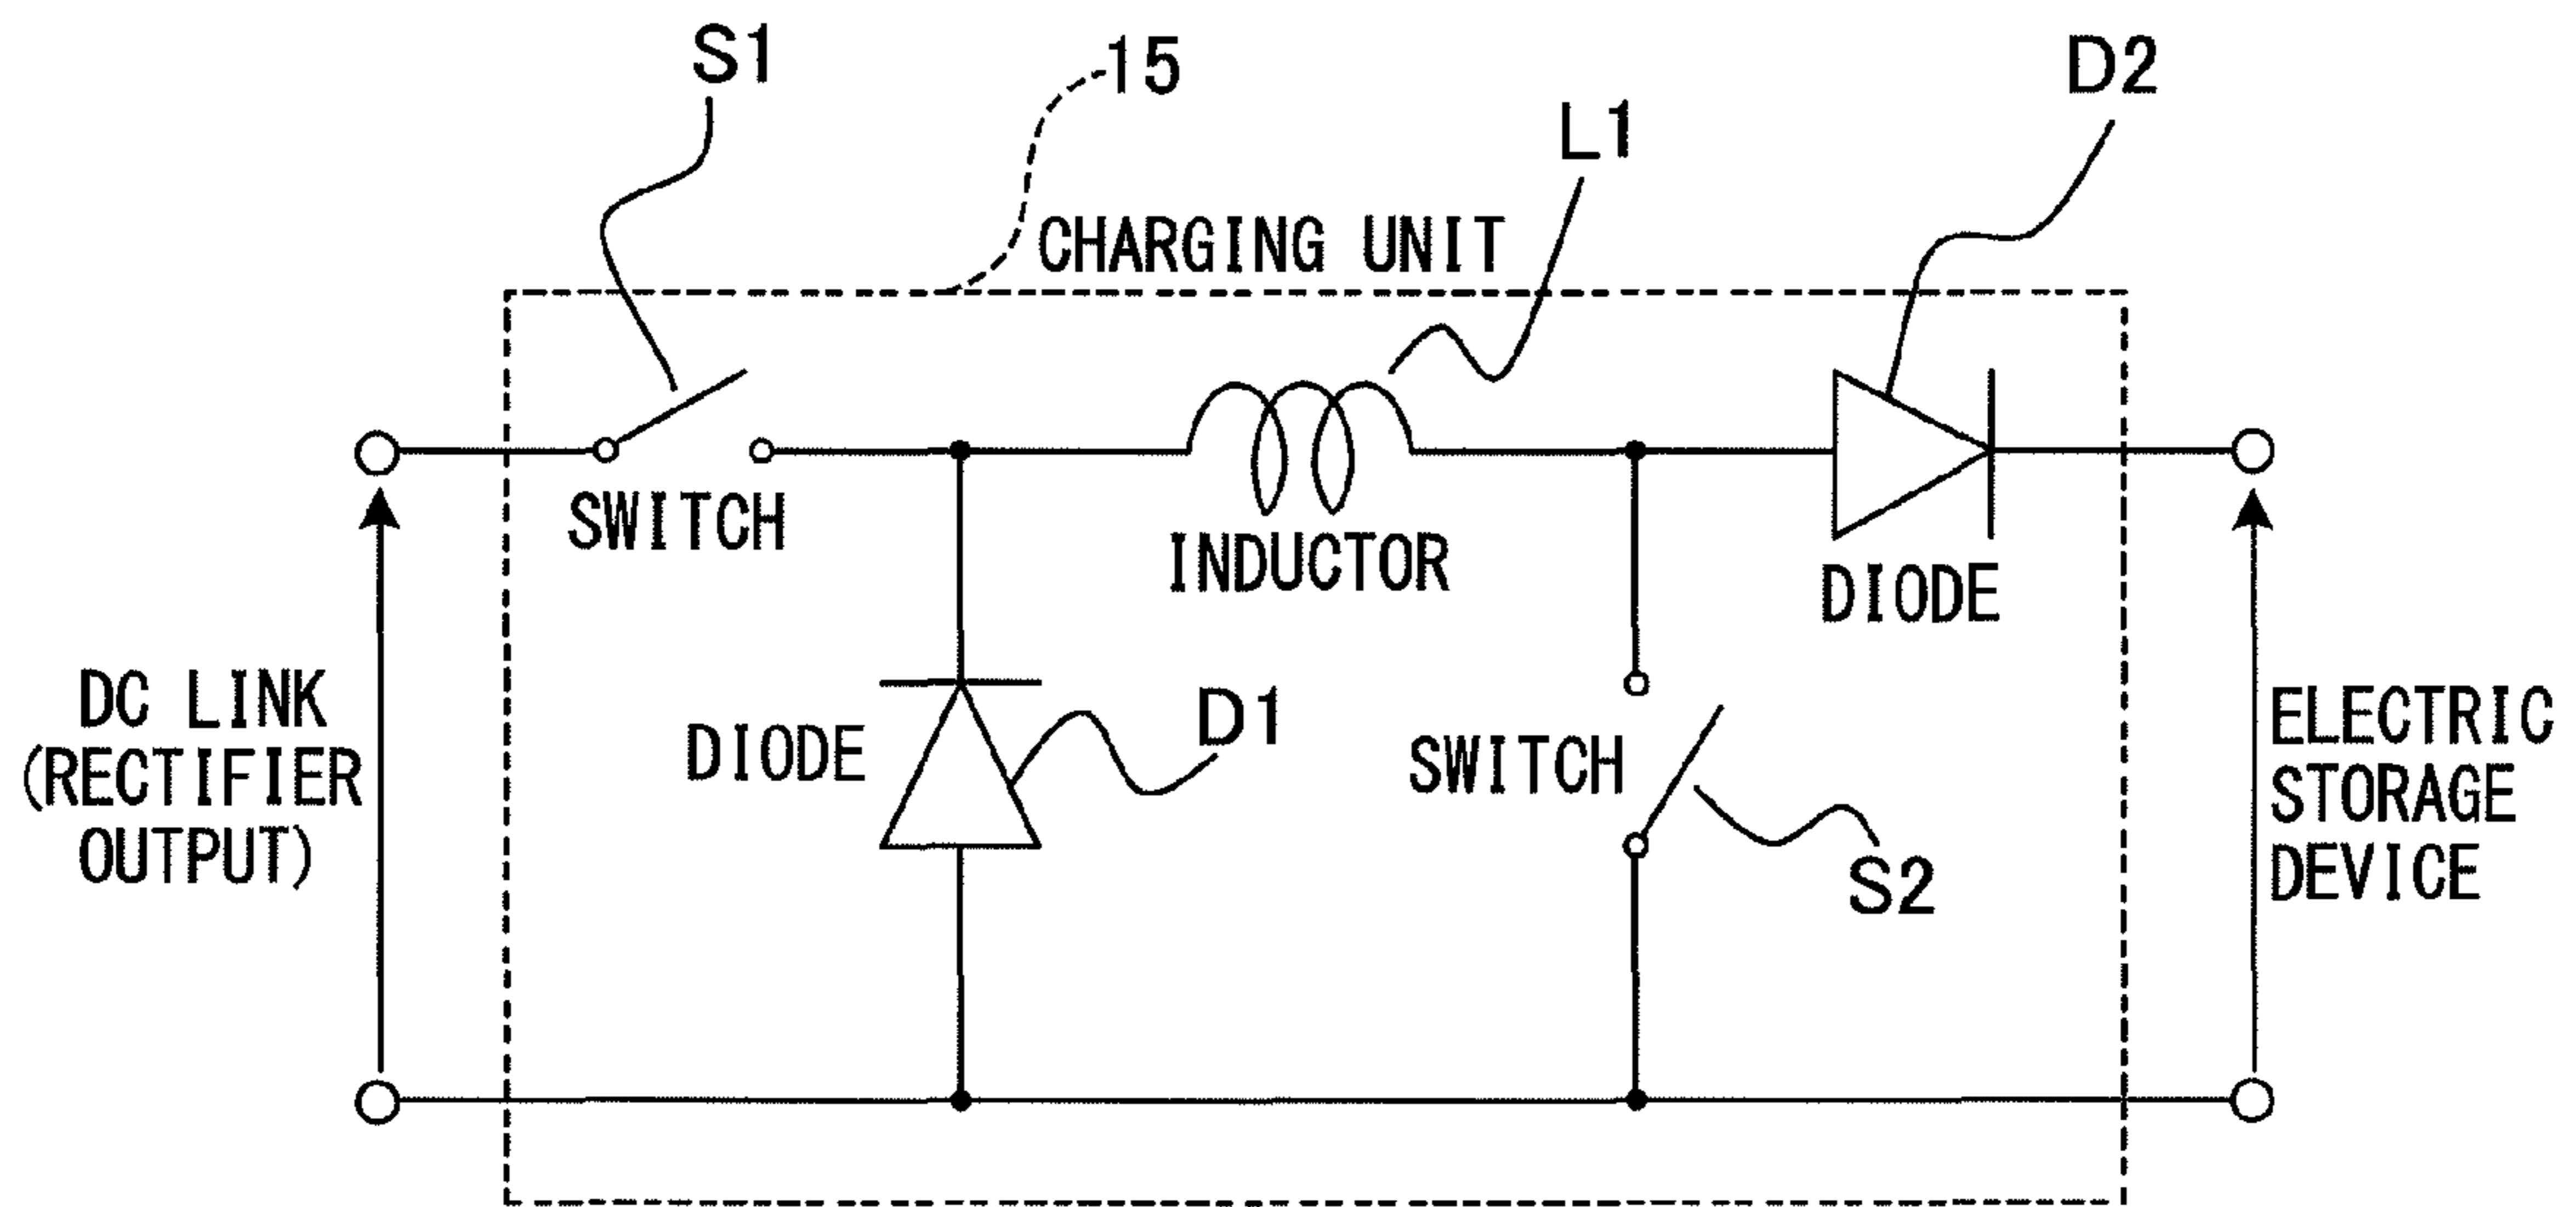 S1
15
D2
L1
CHARGING UNIT
SWITCH
INDUCTOR
DIODE
DC LINK
(RECTIFIER
OUTPUT)
DIODE
D1
SWITCH
S2
ELECTRIC
STORAGE
DEVICE